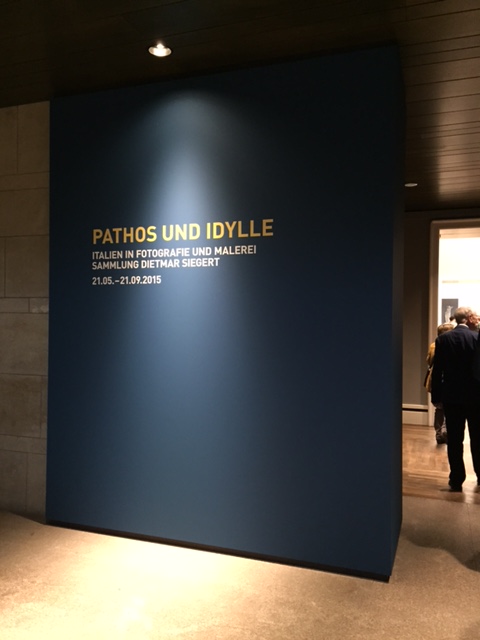 PATHOS UND IDYLLE
ITALIEN IN FOTOGRAFIE UND MALEREI
SAMMLUNG DIETMAR SIEGERT
21.05.–21.09.2015